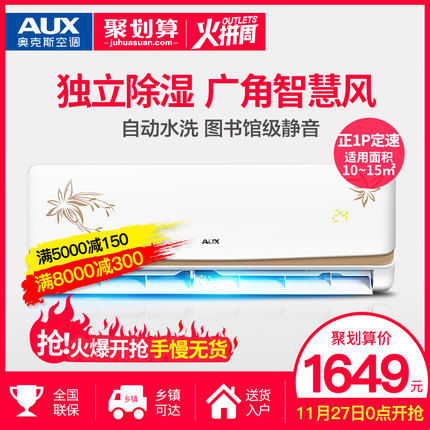 AUX
奥克斯空调
聚划算
juhuasuan.com
OUTLETS
火拼周
独立除湿 广角智慧风
自动水洗 图书馆级静音
正1P定速
适用面积
10~15㎡
24
AUX
满5000减150
满8000减300
抢!火爆开抢 手慢无货
聚划算价
1649元
11月27日0点开抢
全国
联保
乡镇
乡镇
可达
送货
入户